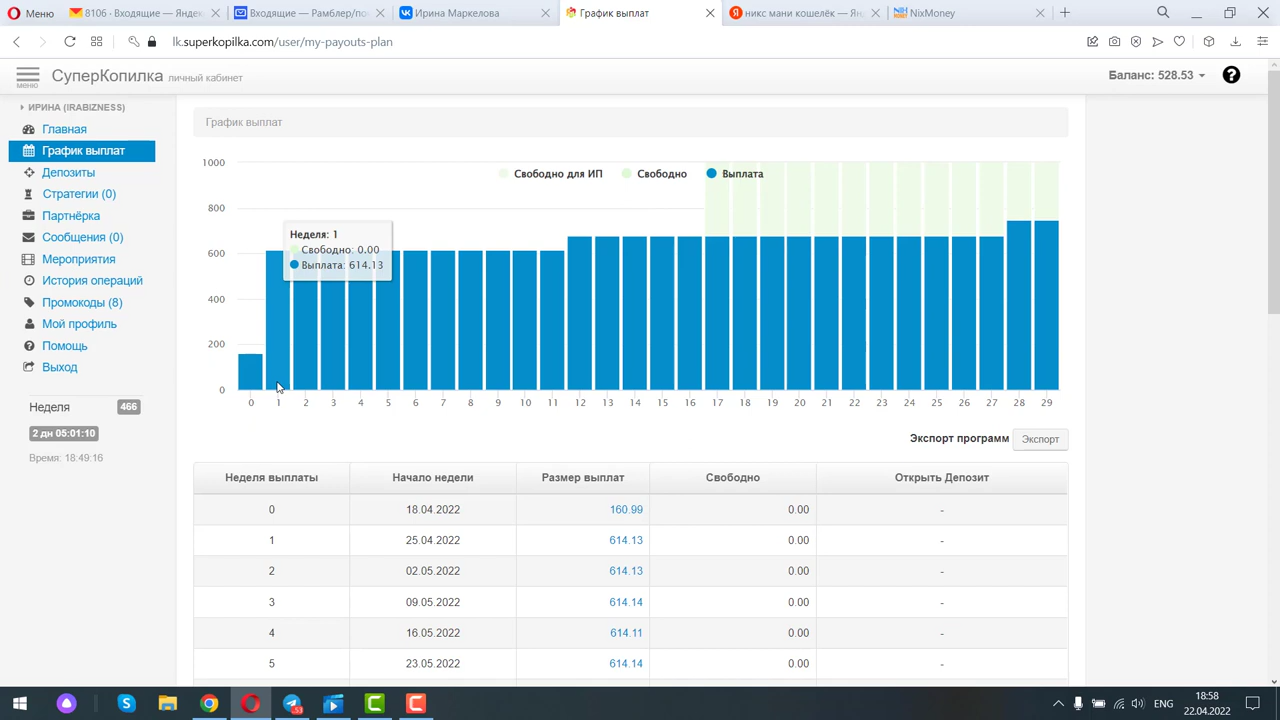 Меню
8106 · Входящие — Яндек
Входящие — Рамблер/по
Ирина Маркелова
График выплат
никс мани кошелёк — Ян
NixMoney
lk.superkopilka.com/user/my-payouts-plan
меню
СуперКопилка личный кабинет
Баланс: 528.53
ИРИНА (IRABIZNESS)
Главная
График выплат
Депозиты
Стратегии (0)
Партнёрка
Сообщения (0)
Мероприятия
История операций
Промокоды (8)
Мой профиль
Помощь
Выход
Неделя 466
2 дн 05:01:10
Время: 18:49:16
График выплат
Свободно для ИП Свободно Выплата
1000
800
600
400
200
0
Неделя: 1
Свободно: 0.00
Выплата: 614.13
0 1 2 3 4 5 6 7 8 9 10 11 12 13 14 15 16 17 18 19 20 21 22 23 24 25 26 27 28 29
Экспорт программ Экспорт
Неделя выплаты Начало недели Размер выплат Свободно Открыть Депозит
0 18.04.2022 160.99 0.00 -
1 25.04.2022 614.13 0.00 -
2 02.05.2022 614.13 0.00 -
3 09.05.2022 614.14 0.00 -
4 16.05.2022 614.11 0.00 -
5 23.05.2022 614.14 0.00 -
ENG
18:58
22.04.2022